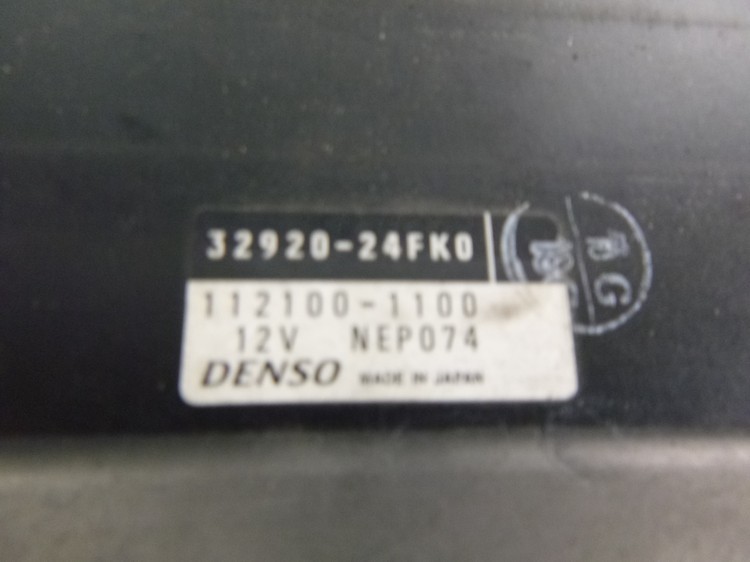 32920-24FK0
112100-1100
12V NEP074
DENSO MADE IN JAPAN
G